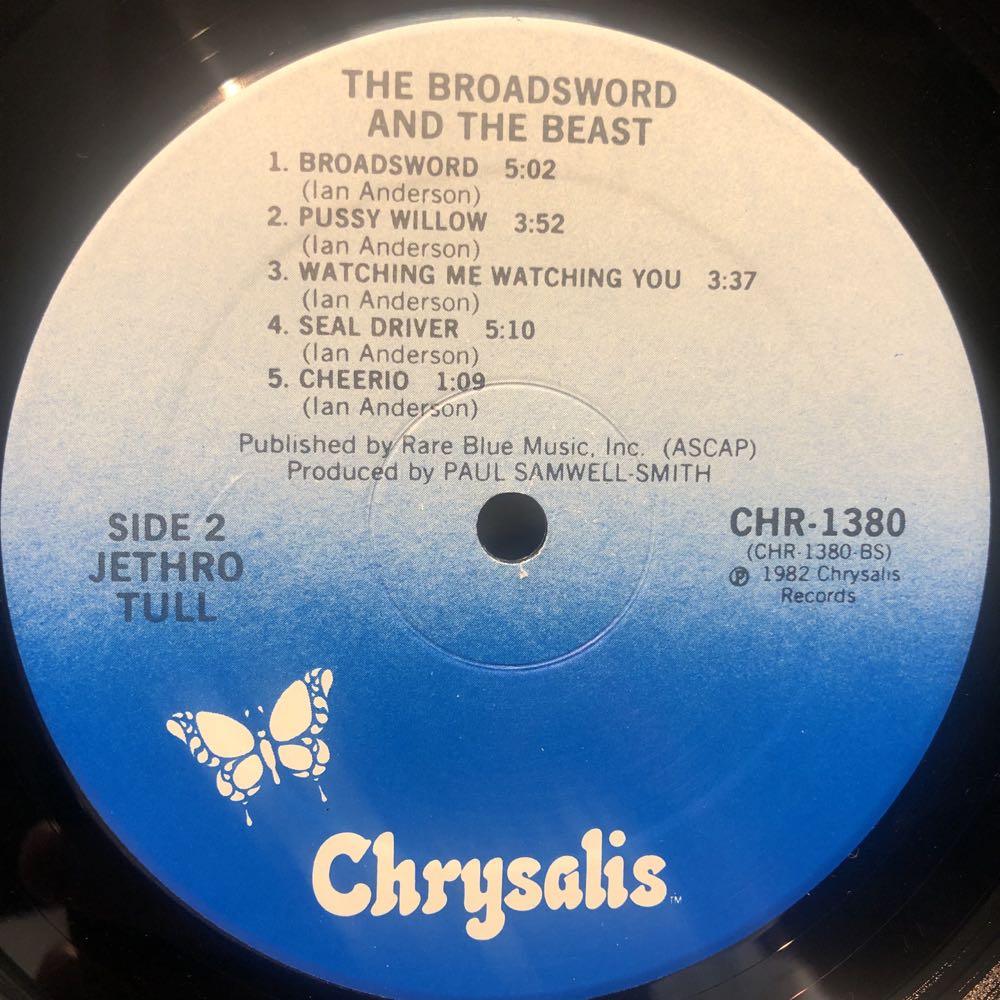 THE BROADSWORD
AND THE BEAST
1. BROADSWORD 5:02
(Ian Anderson)
2. PUSSY WILLOW 3:52
(Ian Anderson)
3. WATCHING ME WATCHING YOU 3:37
(Ian Anderson)
4. SEAL DRIVER 5:10
(Ian Anderson)
5. CHEERIO 1:09
(Ian Anderson)
Published by Rare Blue Music, Inc. (ASCAP)
Produced by PAUL SAMWELL-SMITH
SIDE 2
JETHRO
TULL
CHR-1380
(CHR-1380-BS)
℗ 1982 Chrysalis
Records
Chrysalis™